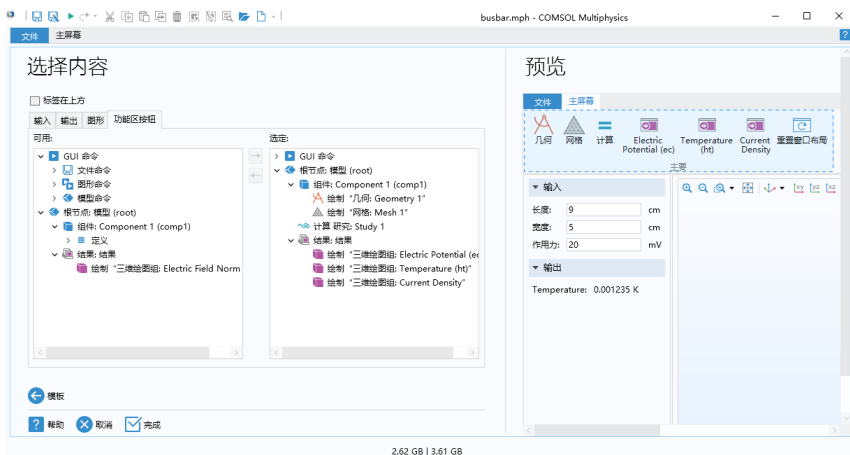 busbar.mph - COMSOL Multiphysics
文件 主屏幕
选择内容
标签在上方
输入 输出 图形 功能区按钮
可用:
GUI 命令
文件命令
图形命令
模型命令
根节点: 模型 (root)
组件: Component 1 (comp1)
定义
结果: 结果
绘制 "三维绘图组: Electric Field Norm
选定:
GUI 命令
根节点: 模型 (root)
组件: Component 1 (comp1)
绘制 "几何: Geometry 1"
绘制 "网格: Mesh 1"
计算 研究: Study 1
结果: 结果
绘制 "三维绘图组: Electric Potential (ec
绘制 "三维绘图组: Temperature (ht)"
绘制 "三维绘图组: Current Density"
模板
帮助 取消 完成
预览
文件 主屏幕
几何 网格 计算 Electric Temperature Current 重置窗口布局
Potential (ec) (ht) Density
主要
输入
长度: 9 cm
宽度: 5 cm
作用力: 20 mV
输出
Temperature: 0.001235 K
xy yz xz
2.62 GB | 3.61 GB